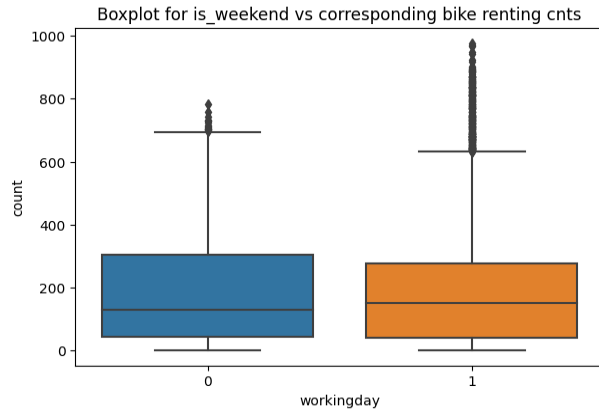 Boxplot for is_weekend vs corresponding bike renting cnts
1000
800
600
400
200
0
count
0 1
workingday